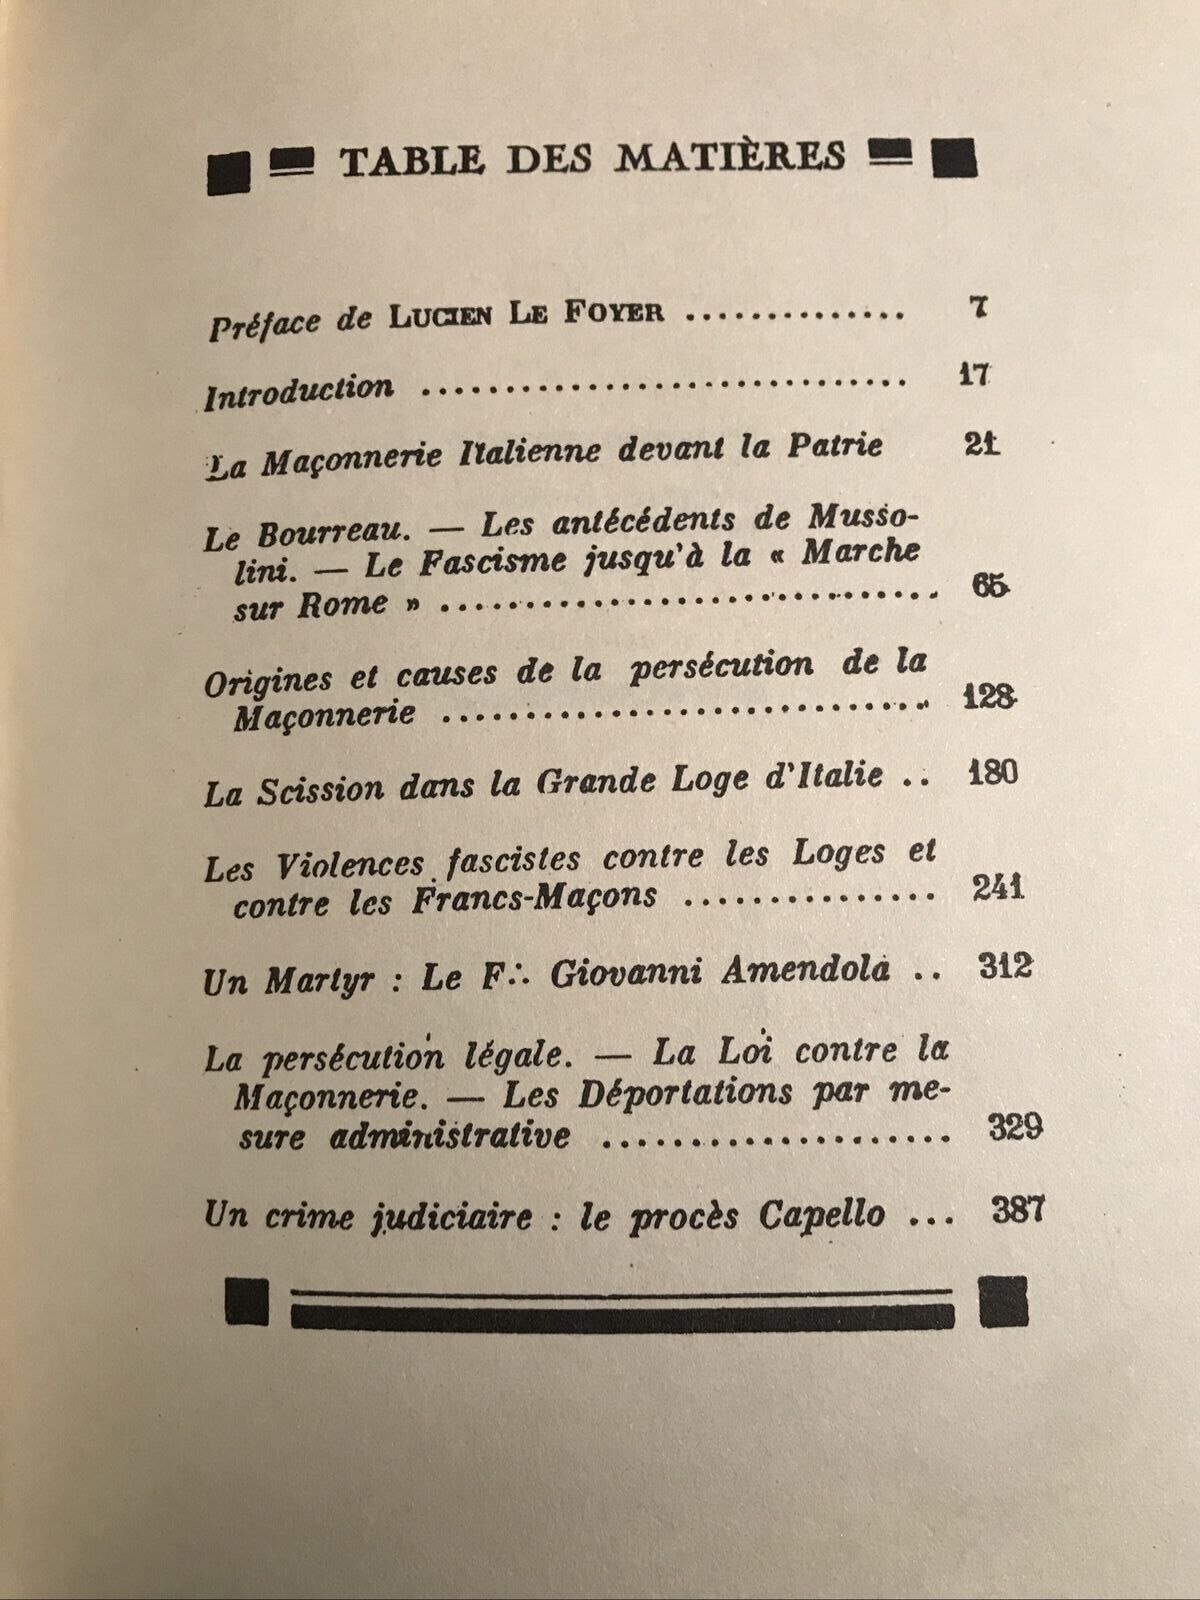 TABLE DES MATIÈRES
Préface de LUCIEN LE FOYER .............. 7
Introduction .............................. 17
La Maçonnerie Italienne devant la Patrie 21
Le Bourreau. — Les antécédents de Musso-
lini. — Le Fascisme jusqu'à la « Marche
sur Rome » .............................. 65
Origines et causes de la persécution de la
Maçonnerie .............................. 128
La Scission dans la Grande Loge d'Italie .. 180
Les Violences fascistes contre les Loges et
contre les Francs-Maçons ............... 241
Un Martyr : Le F∴ Giovanni Amendola .. 312
La persécution légale. — La Loi contre la
Maçonnerie. — Les Déportations par me-
sure administrative ..................... 329
Un crime judiciaire : le procès Capello ... 387